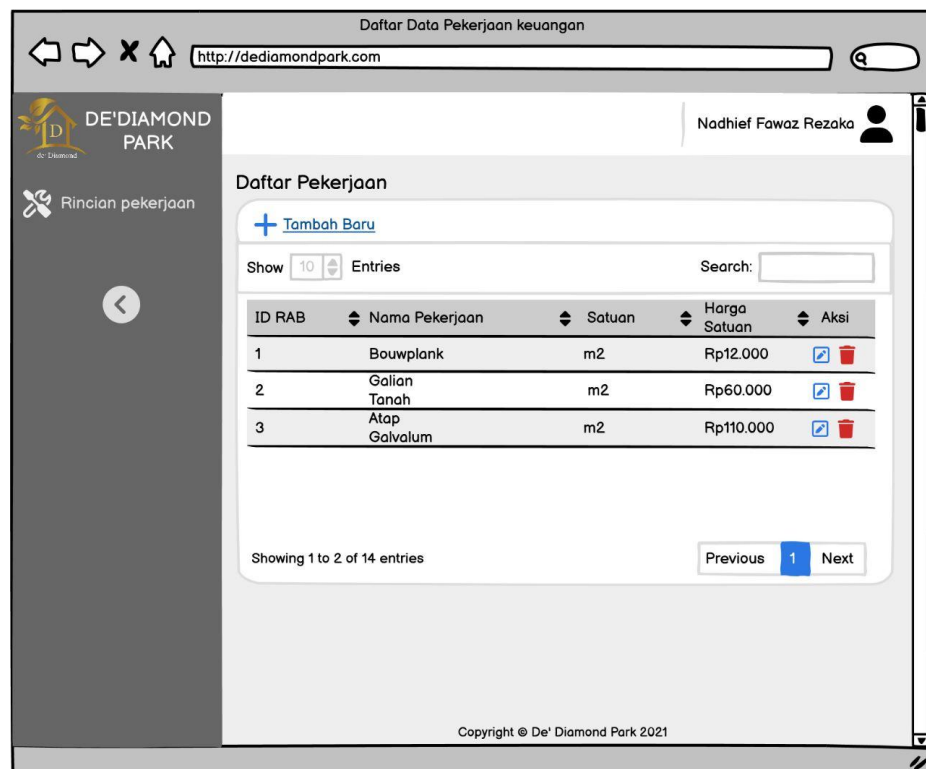 Daftar Data Pekerjaan keuangan
http://dediamondpark.com
D
de' Diamond
DE'DIAMOND
PARK
Nadhief Fawaz Rezaka
Rincian pekerjaan
Daftar Pekerjaan
Tambah Baru
Show 10 Entries Search:
ID RAB Nama Pekerjaan Satuan Harga Satuan Aksi
1 Bouwplank m2 Rp12.000
2 Galian Tanah m2 Rp60.000
3 Atap Galvalum m2 Rp110.000
Showing 1 to 2 of 14 entries Previous 1 Next
Copyright © De' Diamond Park 2021